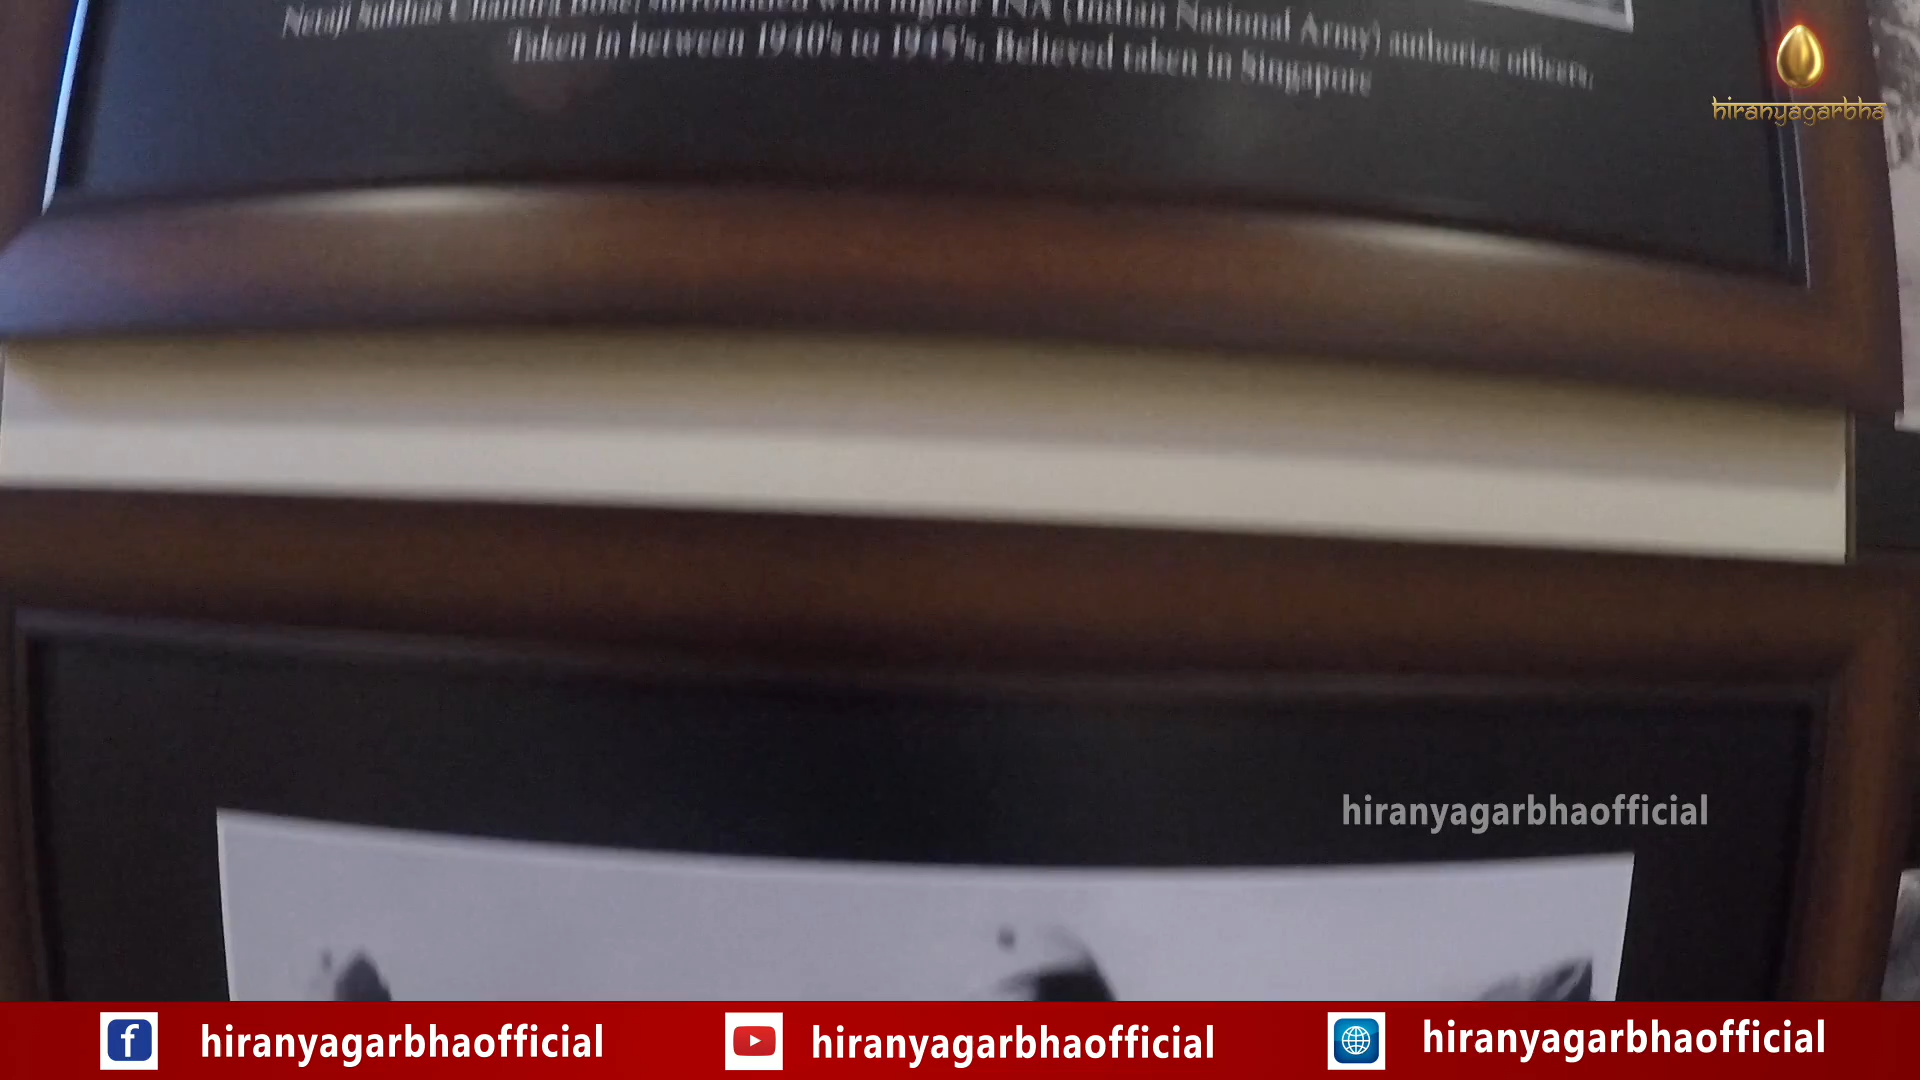 Netaji Subhas Chandra Bose, surrounded with higher INA (Indian National Army) authorize officers.
Taken in between 1940's to 1945's. Believed taken in Singapore
hiranyagarbha
hiranyagarbhaofficial
hiranyagarbhaofficial
hiranyagarbhaofficial
hiranyagarbhaofficial